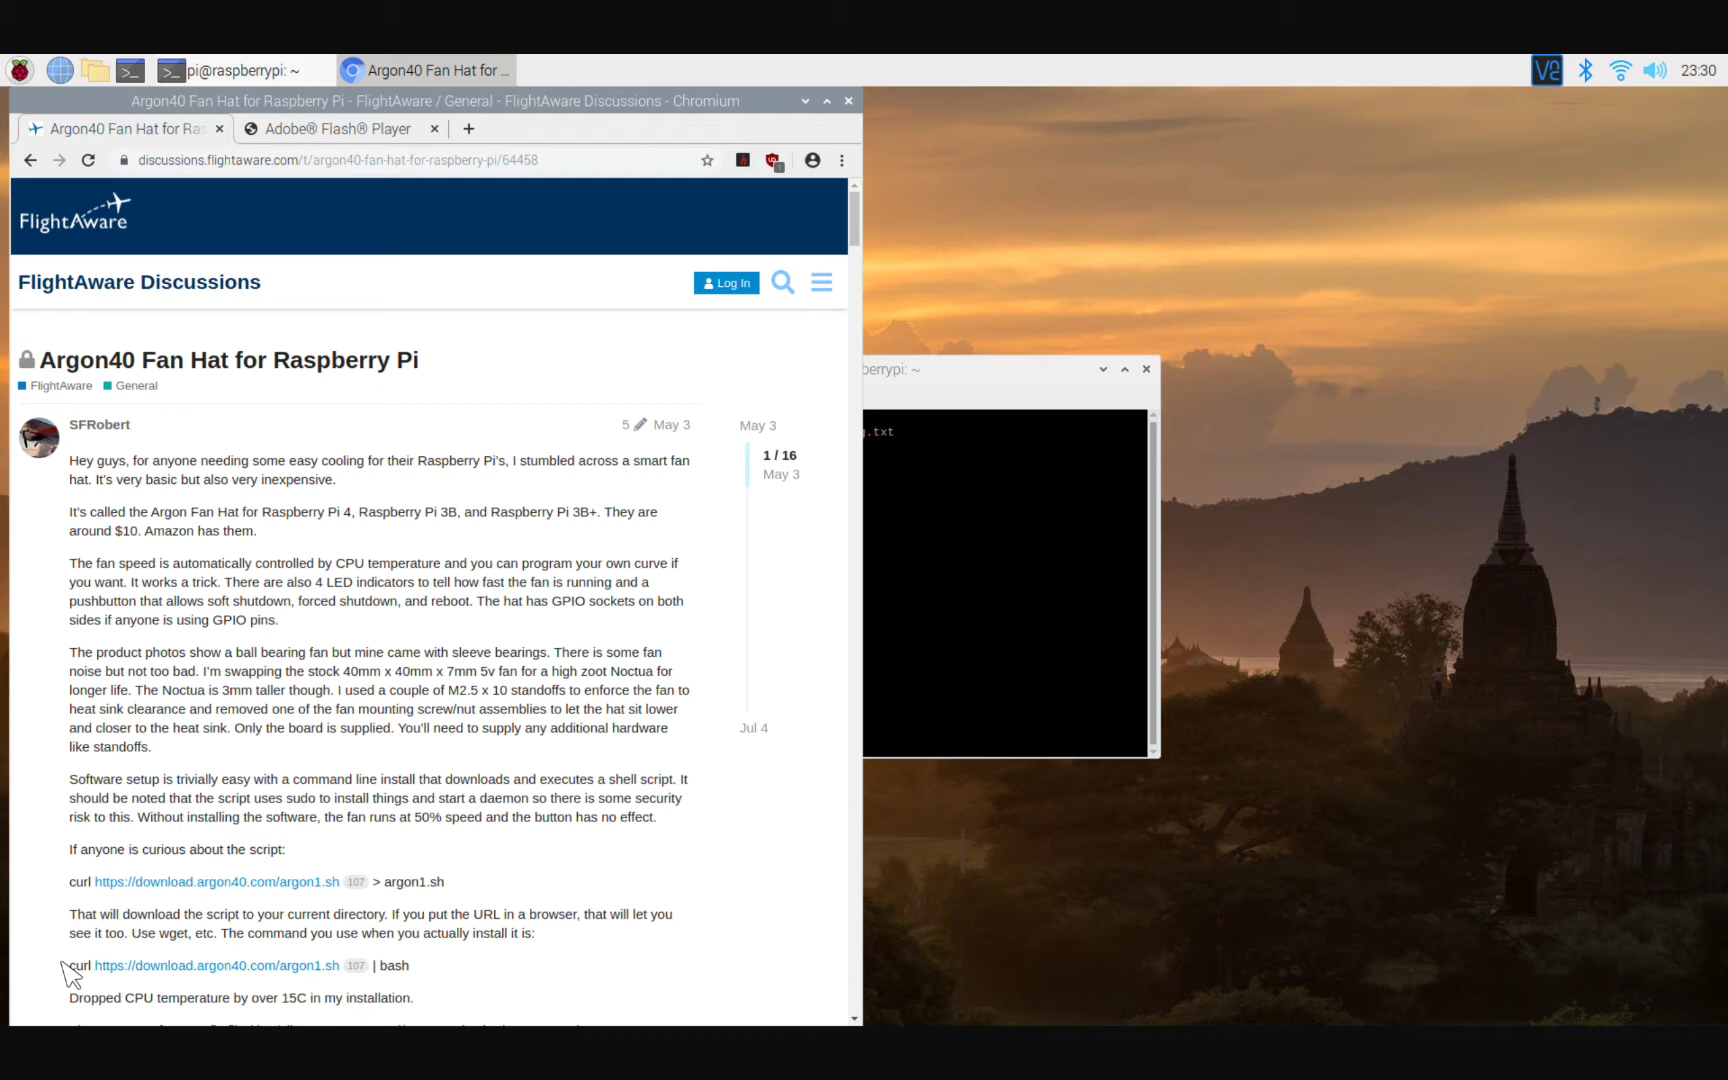 pi@raspberrypi: ~
Argon40 Fan Hat for ...
V2
23:30
Argon40 Fan Hat for Raspberry Pi - FlightAware / General - FlightAware Discussions - Chromium
Argon40 Fan Hat for Ras
Adobe® Flash® Player
discussions.flightaware.com/t/argon40-fan-hat-for-raspberry-pi/64458
FlightAware
FlightAware Discussions
Log In
Argon40 Fan Hat for Raspberry Pi
FlightAware General
SFRobert
5 May 3
Hey guys, for anyone needing some easy cooling for their Raspberry Pi's, I stumbled across a smart fan
hat. It's very basic but also very inexpensive.
It's called the Argon Fan Hat for Raspberry Pi 4, Raspberry Pi 3B, and Raspberry Pi 3B+. They are
around $10. Amazon has them.
The fan speed is automatically controlled by CPU temperature and you can program your own curve if
you want. It works a trick. There are also 4 LED indicators to tell how fast the fan is running and a
pushbutton that allows soft shutdown, forced shutdown, and reboot. The hat has GPIO sockets on both
sides if anyone is using GPIO pins.
The product photos show a ball bearing fan but mine came with sleeve bearings. There is some fan
noise but not too bad. I'm swapping the stock 40mm x 40mm x 7mm 5v fan for a high zoot Noctua for
longer life. The Noctua is 3mm taller though. I used a couple of M2.5 x 10 standoffs to enforce the fan to
heat sink clearance and removed one of the fan mounting screw/nut assemblies to let the hat sit lower
and closer to the heat sink. Only the board is supplied. You'll need to supply any additional hardware
like standoffs.
Software setup is trivially easy with a command line install that downloads and executes a shell script. It
should be noted that the script uses sudo to install things and start a daemon so there is some security
risk to this. Without installing the software, the fan runs at 50% speed and the button has no effect.
If anyone is curious about the script:
curl https://download.argon40.com/argon1.sh 107 > argon1.sh
That will download the script to your current directory. If you put the URL in a browser, that will let you
see it too. Use wget, etc. The command you use when you actually install it is:
curl https://download.argon40.com/argon1.sh 107 | bash
Dropped CPU temperature by over 15C in my installation.
May 3
1 / 16
May 3
Jul 4
berrypi: ~
g.txt